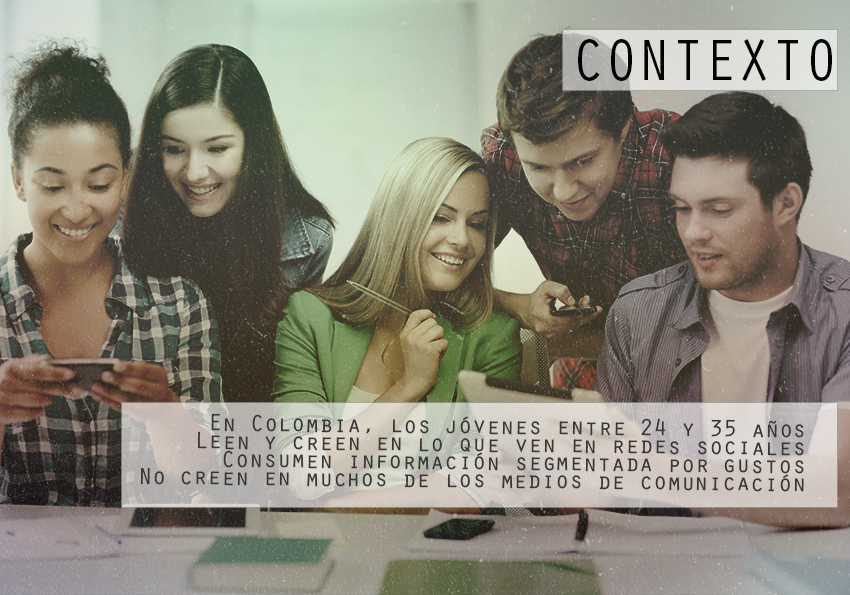 CONTEXTO
En Colombia, los jóvenes entre 24 y 35 años
Leen y creen en lo que ven en redes sociales
Consumen información segmentada por gustos
No creen en muchos de los medios de comunicación